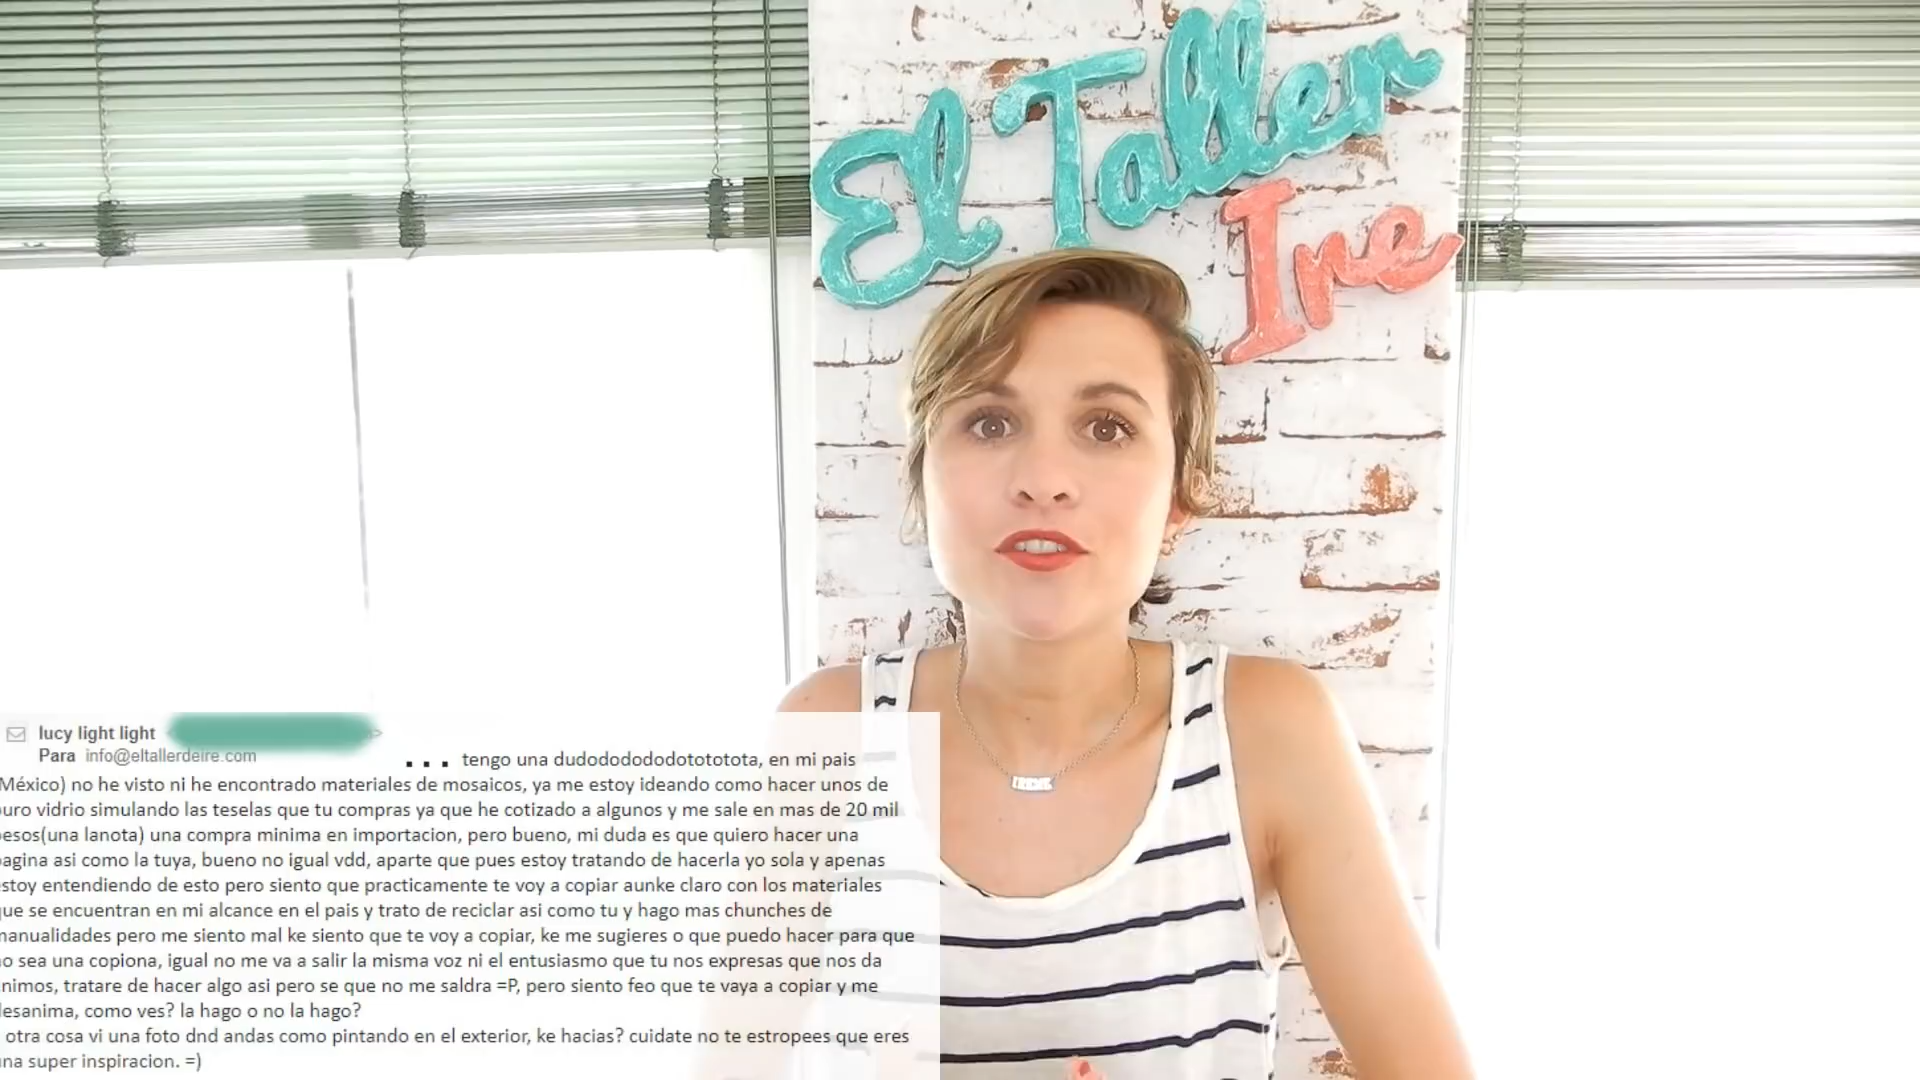 El Taller
Ire
lucy light light
Para info@eltallerdeire.com
... tengo una dudododododotototota, en mi pais
México) no he visto ni he encontrado materiales de mosaicos, ya me estoy ideando como hacer unos de
uro vidrio simulando las teselas que tu compras ya que he cotizado a algunos y me sale en mas de 20 mil
esos(una lanota) una compra minima en importacion, pero bueno, mi duda es que quiero hacer una
agina asi como la tuya, bueno no igual vdd, aparte que pues estoy tratando de hacerla yo sola y apenas
stoy entendiendo de esto pero siento que practicamente te voy a copiar aunke claro con los materiales
ue se encuentran en mi alcance en el pais y trato de reciclar asi como tu y hago mas chunches de
anualidades pero me siento mal ke siento que te voy a copiar, ke me sugieres o que puedo hacer para que
o sea una copiona, igual no me va a salir la misma voz ni el entusiasmo que tu nos expresas que nos da
nimos, tratare de hacer algo asi pero se que no me saldra =P, pero siento feo que te vaya a copiar y me
esanima, como ves? la hago o no la hago?
otra cosa vi una foto dnd andas como pintando en el exterior, ke hacias? cuidate no te estropees que eres
na super inspiracion. =)